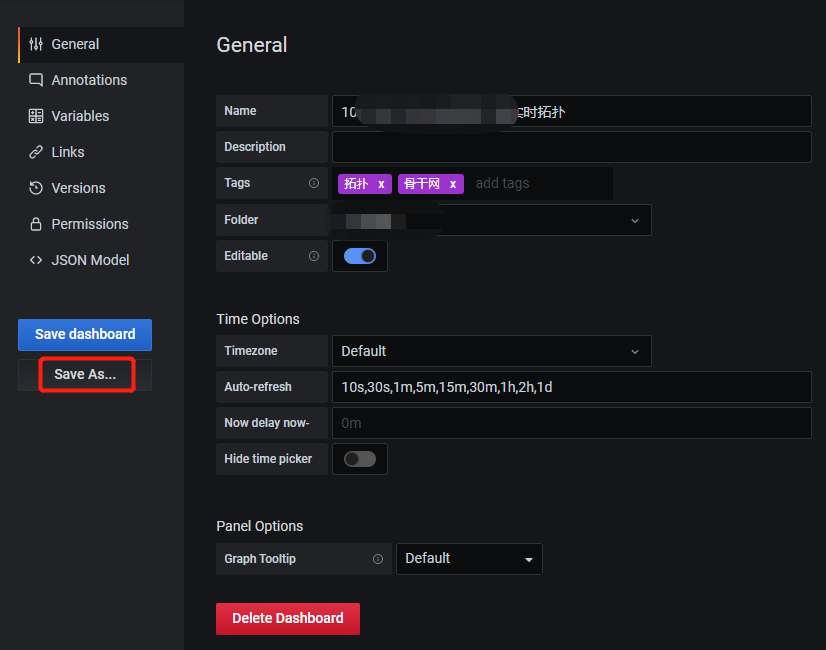 General
Annotations
Variables
Links
Versions
Permissions
JSON Model
Save dashboard
Save As...
General
Name 10 时拓扑
Description
Tags 拓扑 x 骨干网 x add tags
Folder
Editable
Time Options
Timezone Default
Auto-refresh 10s,30s,1m,5m,15m,30m,1h,2h,1d
Now delay now- 0m
Hide time picker
Panel Options
Graph Tooltip Default
Delete Dashboard